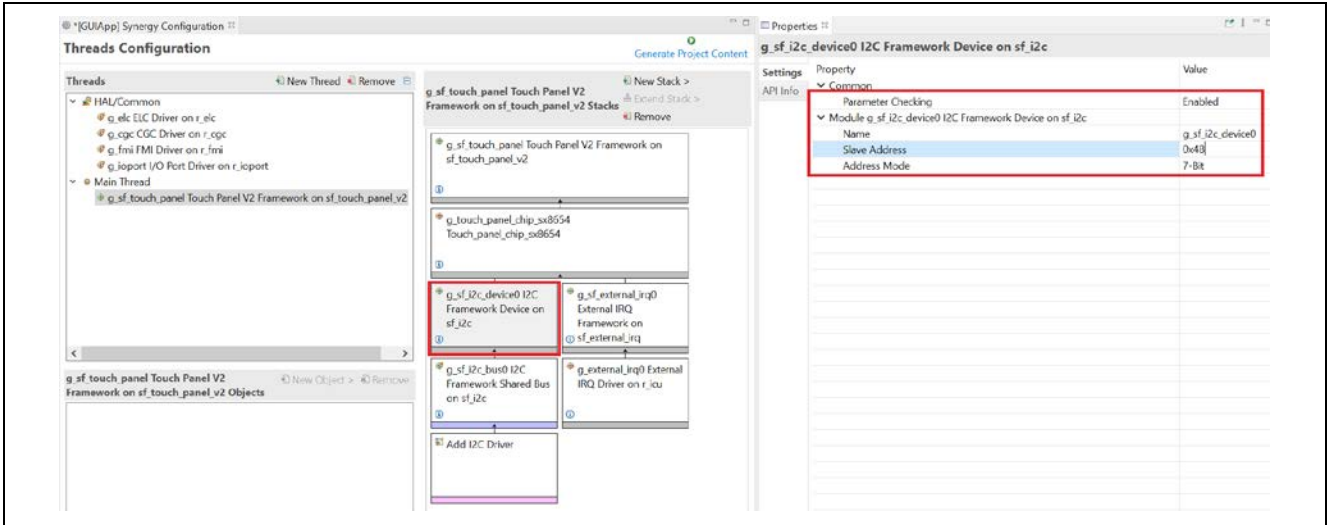 *[GUIApp] Synergy Configuration
Threads Configuration
Generate Project Content
Threads
New Thread
Remove
HAL/Common
g_elc ELC Driver on r_elc
g_cgc CGC Driver on r_cgc
g_fmi FMI Driver on r_fmi
g_ioport I/O Port Driver on r_ioport
Main Thread
g_sf_touch_panel Touch Panel V2 Framework on sf_touch_panel_v2
g_sf_touch_panel Touch Panel V2
Framework on sf_touch_panel_v2 Objects
New Object >
Remove
g_sf_touch_panel Touch Panel V2
Framework on sf_touch_panel_v2 Stacks
New Stack >
Extend Stack >
Remove
g_sf_touch_panel Touch Panel V2 Framework on
sf_touch_panel_v2
g_touch_panel_chip_sx8654
Touch_panel_chip_sx8654
g_sf_i2c_device0 I2C
Framework Device on
sf_i2c
g_sf_external_irq0
External IRQ
Framework on
sf_external_irq
g_sf_i2c_bus0 I2C
Framework Shared Bus
on sf_i2c
g_external_irq0 External
IRQ Driver on r_icu
Add I2C Driver
Properties
g_sf_i2c_device0 I2C Framework Device on sf_i2c
Settings
API Info
Property Value
Common
Parameter Checking Enabled
Module g_sf_i2c_device0 I2C Framework Device on sf_i2c
Name g_sf_i2c_device0
Slave Address 0x48
Address Mode 7-Bit